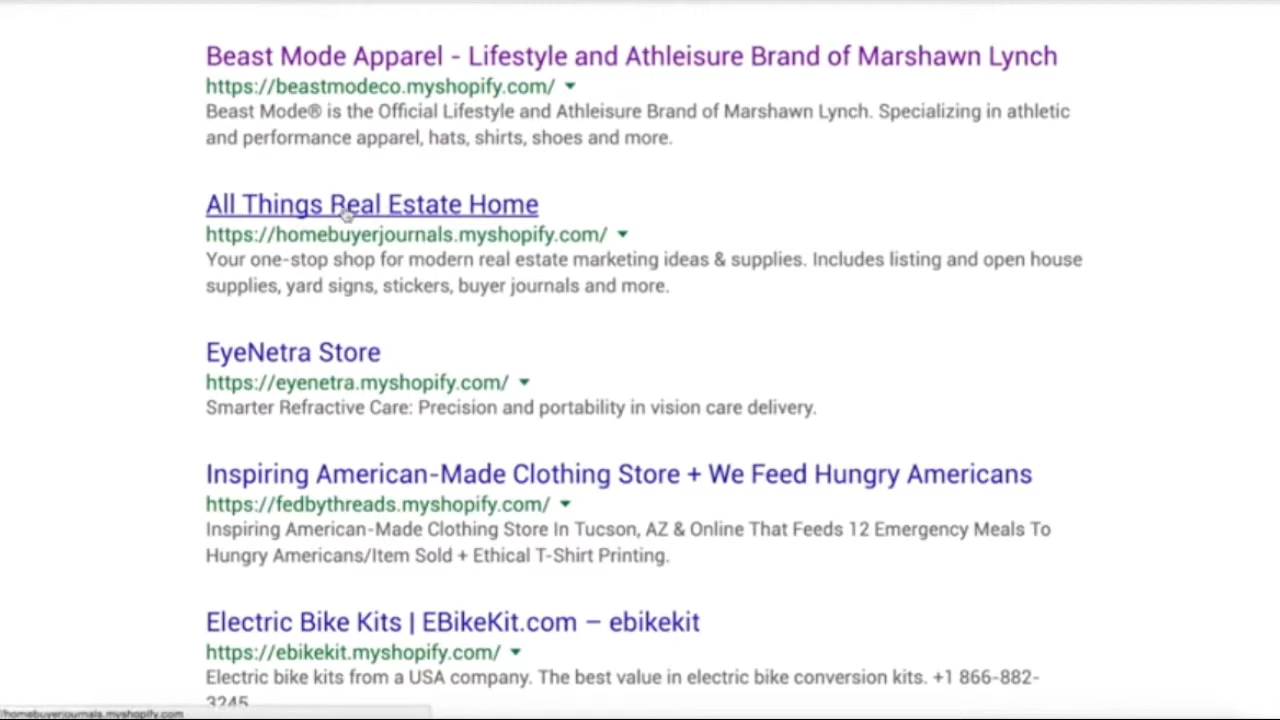 Beast Mode Apparel - Lifestyle and Athleisure Brand of Marshawn Lynch
https://beastmodeco.myshopify.com/
Beast Mode® is the Official Lifestyle and Athleisure Brand of Marshawn Lynch. Specializing in athletic
and performance apparel, hats, shirts, shoes and more.
All Things Real Estate Home
https://homebuyerjournals.myshopify.com/
Your one-stop shop for modern real estate marketing ideas & supplies. Includes listing and open house
supplies, yard signs, stickers, buyer journals and more.
EyeNetra Store
https://eyenetra.myshopify.com/
Smarter Refractive Care: Precision and portability in vision care delivery.
Inspiring American-Made Clothing Store + We Feed Hungry Americans
https://fedbythreads.myshopify.com/
Inspiring American-Made Clothing Store In Tucson, AZ & Online That Feeds 12 Emergency Meals To
Hungry Americans/Item Sold + Ethical T-Shirt Printing.
Electric Bike Kits | EBikeKit.com – ebikekit
https://ebikekit.myshopify.com/
Electric bike kits from a USA company. The best value in electric bike conversion kits. +1 866-882-
3245
/homebuyerjournals.myshopify.com